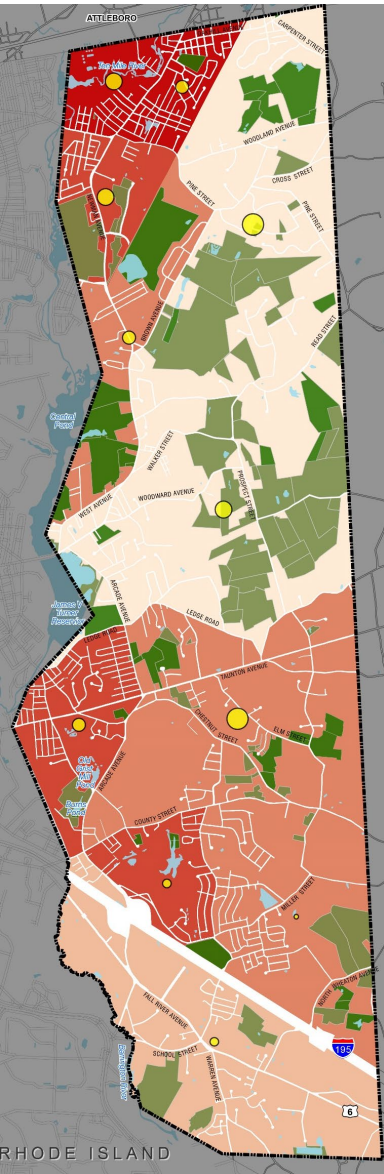 ATTLEBORO
CARPENTER STREET
Ten Mile River
WOODLAND AVENUE
CROSS STREET
PINE STREET
PINE STREET
BROWN AVENUE
READ STREET
Central
Pond
WALKER STREET
WOODWARD AVENUE
WEST AVENUE
PROSPECT STREET
ARCADE AVENUE
James V
Turner
Reservoir
LEDGE ROAD
TAUNTON AVENUE
CHESTNUT STREET
ELM STREET
Old
Grist
Mill
Pond
ARCADE AVENUE
COUNTY STREET
MILLER STREET
NORTH WHEATON AVENUE
FALL RIVER AVENUE
195
SCHOOL STREET
WARREN AVENUE
6
RHODE ISLAND